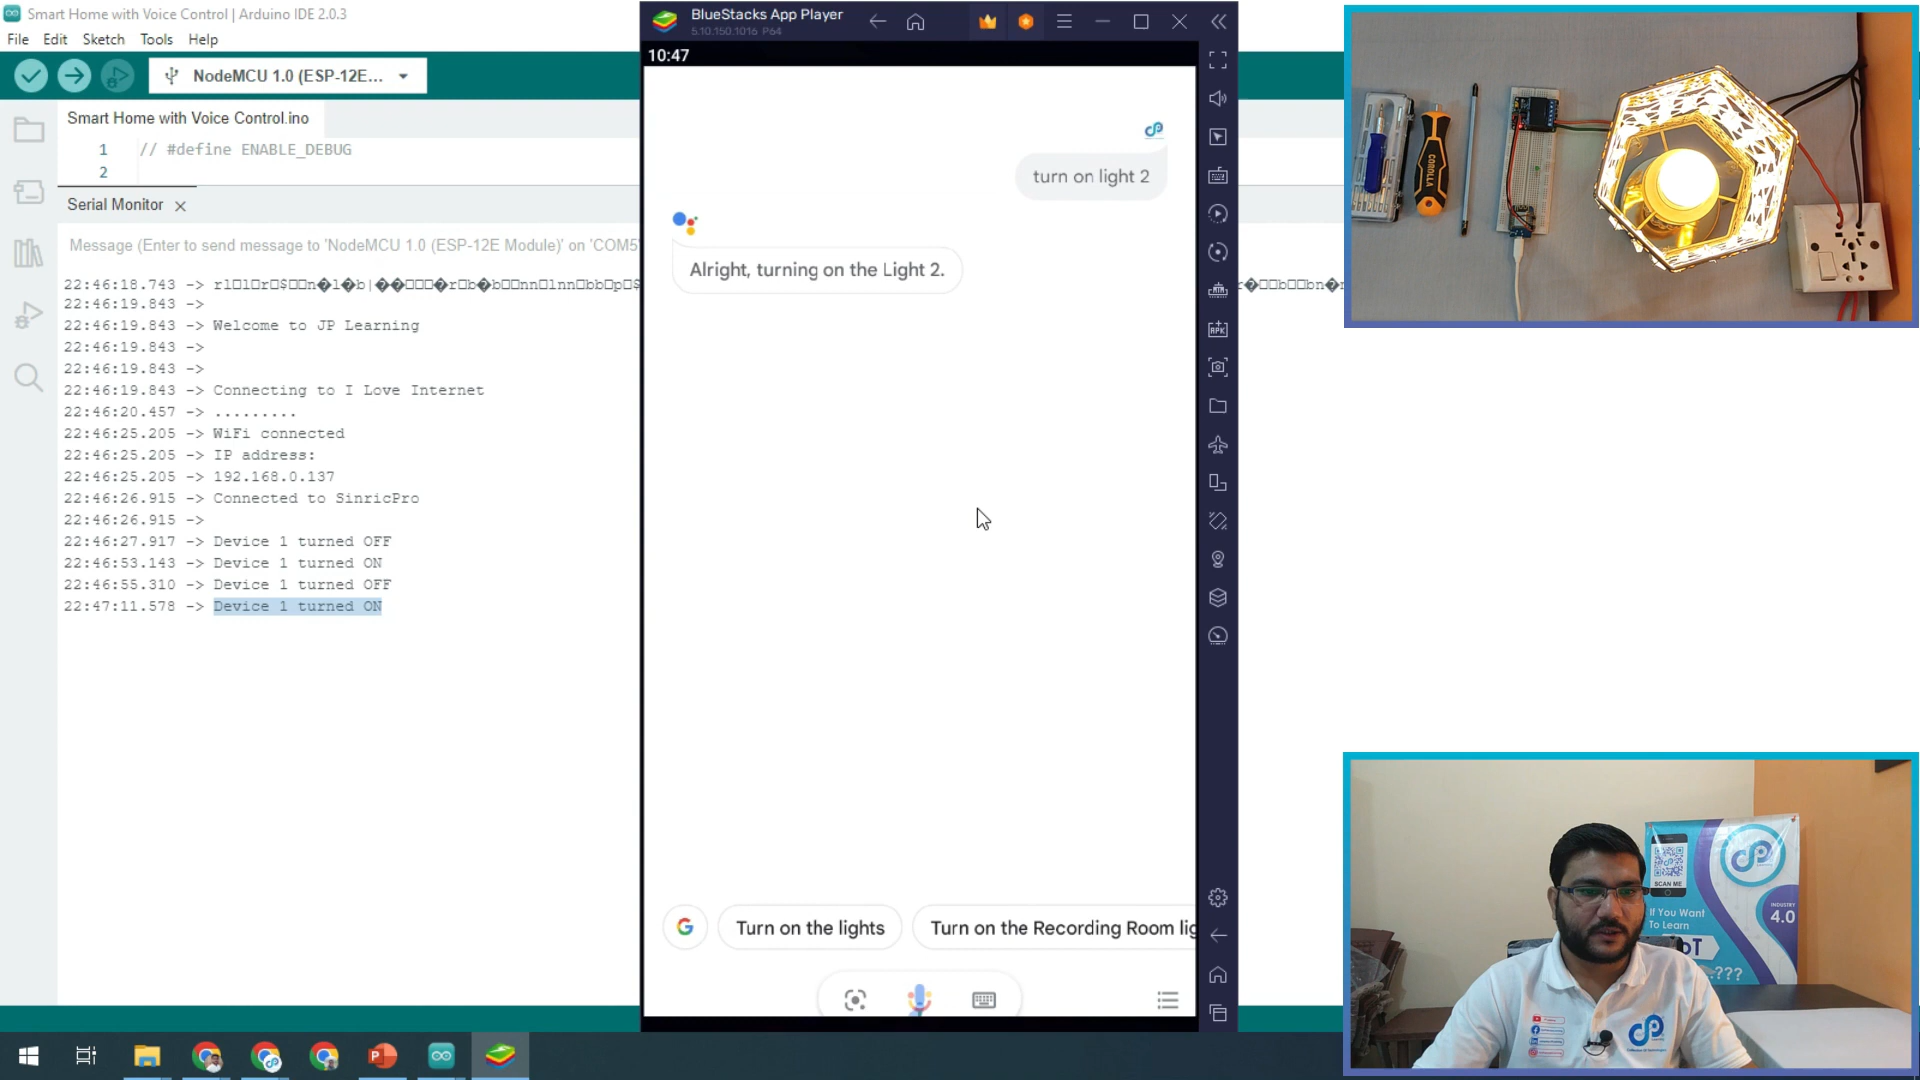 Smart Home with Voice Control | Arduino IDE 2.0.3
File Edit Sketch Tools Help
NodeMCU 1.0 (ESP-12E...
Smart Home with Voice Control.ino
1 // #define ENABLE_DEBUG
2
Serial Monitor
Message (Enter to send message to 'NodeMCU 1.0 (ESP-12E Module)' on 'COM5'
22:46:18.743 ->
22:46:19.843 ->
22:46:19.843 -> Welcome to JP Learning
22:46:19.843 ->
22:46:19.843 ->
22:46:19.843 -> Connecting to I Love Internet
22:46:20.457 -> .........
22:46:25.205 -> WiFi connected
22:46:25.205 -> IP address:
22:46:25.205 -> 192.168.0.137
22:46:26.915 -> Connected to SinricPro
22:46:26.915 ->
22:46:27.917 -> Device 1 turned OFF
22:46:53.143 -> Device 1 turned ON
22:46:55.310 -> Device 1 turned OFF
22:47:11.578 -> Device 1 turned ON
BlueStacks App Player
5.10.150.1016 P64
10:47
turn on light 2
Alright, turning on the Light 2.
Turn on the lights
Turn on the Recording Room lig
COROLLA
SCAN ME
If You Want
To Learn
INDUSTRY
4.0
...???